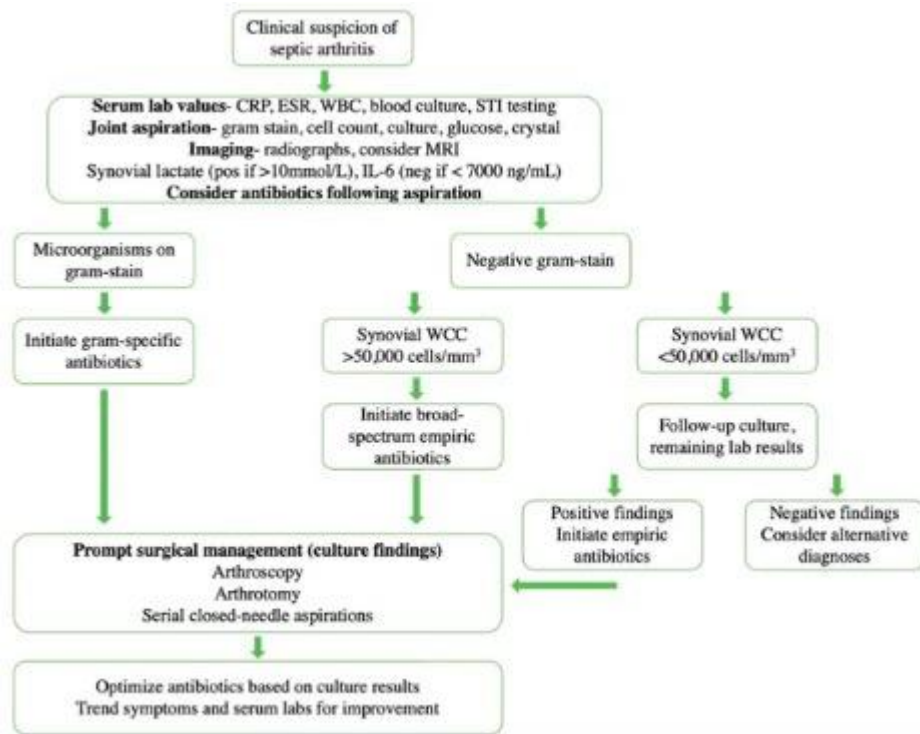 Clinical suspicion of
septic arthritis
Serum lab values- CRP, ESR, WBC, blood culture, STI testing
Joint aspiration- gram stain, cell count, culture, glucose, crystal
Imaging- radiographs, consider MRI
Synovial lactate (pos if >10mmol/L), IL-6 (neg if < 7000 ng/mL)
Consider antibiotics following aspiration
Microorganisms on
gram-stain
Negative gram-stain
Initiate gram-specific
antibiotics
Synovial WCC
>50,000 cells/mm³
Synovial WCC
<50,000 cells/mm³
Initiate broad-
spectrum empiric
antibiotics
Follow-up culture,
remaining lab results
Positive findings
Initiate empiric
antibiotics
Negative findings
Consider alternative
diagnoses
Prompt surgical management (culture findings)
Arthroscopy
Arthrotomy
Serial closed-needle aspirations
Optimize antibiotics based on culture results
Trend symptoms and serum labs for improvement